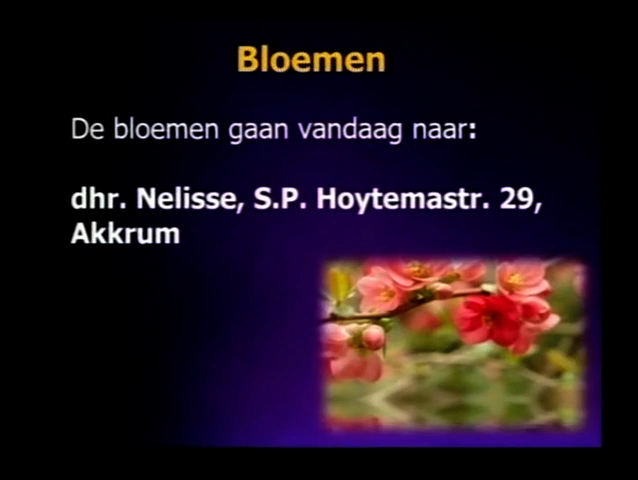 Bloemen
De bloemen gaan vandaag naar:
dhr. Nelisse, S.P. Hoytemastr. 29,
Akkrum